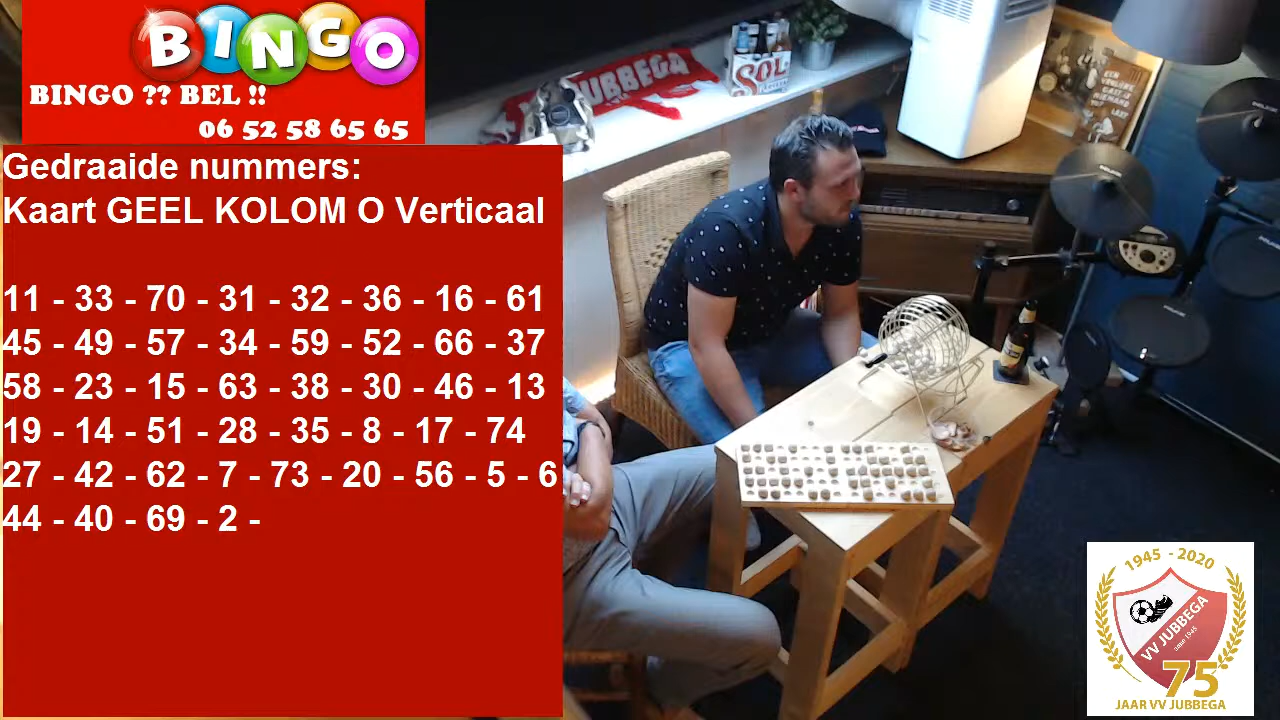 BINGO
BINGO ?? BEL !!
06 52 58 65 65
Gedraaide nummers:
Kaart GEEL KOLOM O Verticaal
11 - 33 - 70 - 31 - 32 - 36 - 16 - 61
45 - 49 - 57 - 34 - 59 - 52 - 66 - 37
58 - 23 - 15 - 63 - 38 - 30 - 46 - 13
19 - 14 - 51 - 28 - 35 - 8 - 17 - 74
27 - 42 - 62 - 7 - 73 - 20 - 56 - 5 - 6
44 - 40 - 69 - 2 -
JUBBEGA
SOL
1945 - 2020
VV JUBBEGA
sinds 1945
75
JAAR VV JUBBEGA